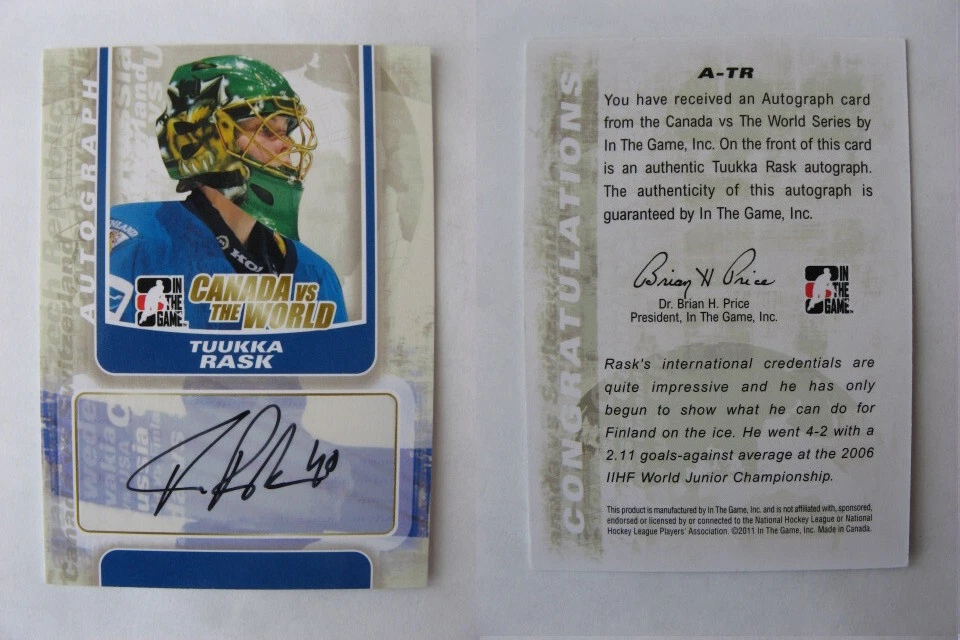 AUTOGRAPH
FINLAND
KOHO
IN
THE
GAME
CANADA VS
THE WORLD
TUUKKA
RASK
40
A-TR
You have received an Autograph card
from the Canada vs The World Series by
In The Game, Inc. On the front of this card
is an authentic Tuukka Rask autograph.
The authenticity of this autograph is
guaranteed by In The Game, Inc.
Brian H Price
Dr. Brian H. Price
President, In The Game, Inc.
IN
THE
GAME
CONGRATULATIONS
Rask's international credentials are
quite impressive and he has only
begun to show what he can do for
Finland on the ice. He went 4-2 with a
2.11 goals-against average at the 2006
IIHF World Junior Championship.
This product is manufactured by In The Game, Inc. and is not affiliated with, sponsored,
endorsed or licensed by or connected to the National Hockey League or National
Hockey League Players' Association. ©2011 In The Game, Inc. Made in Canada.